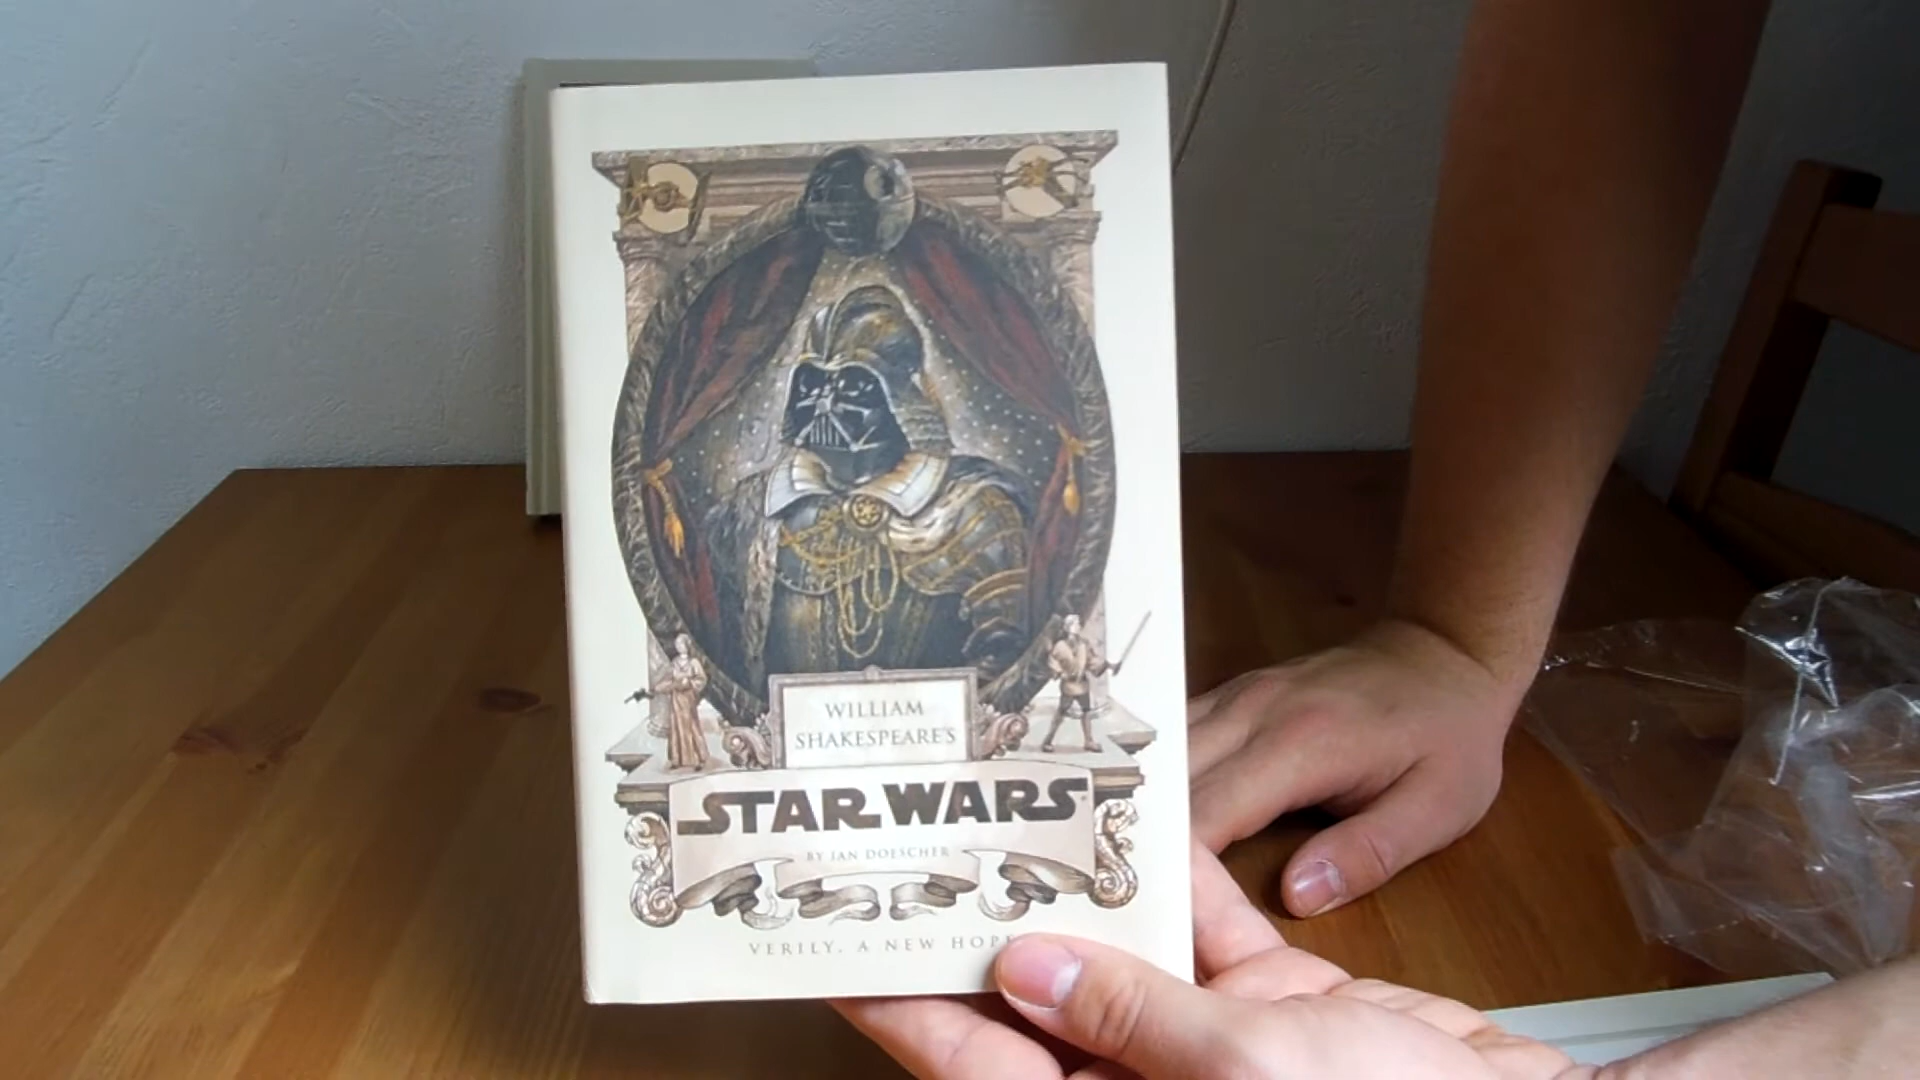 WILLIAM
SHAKESPEARE'S
STAR WARS
BY IAN DOESCHER
VERILY, A NEW HOPE